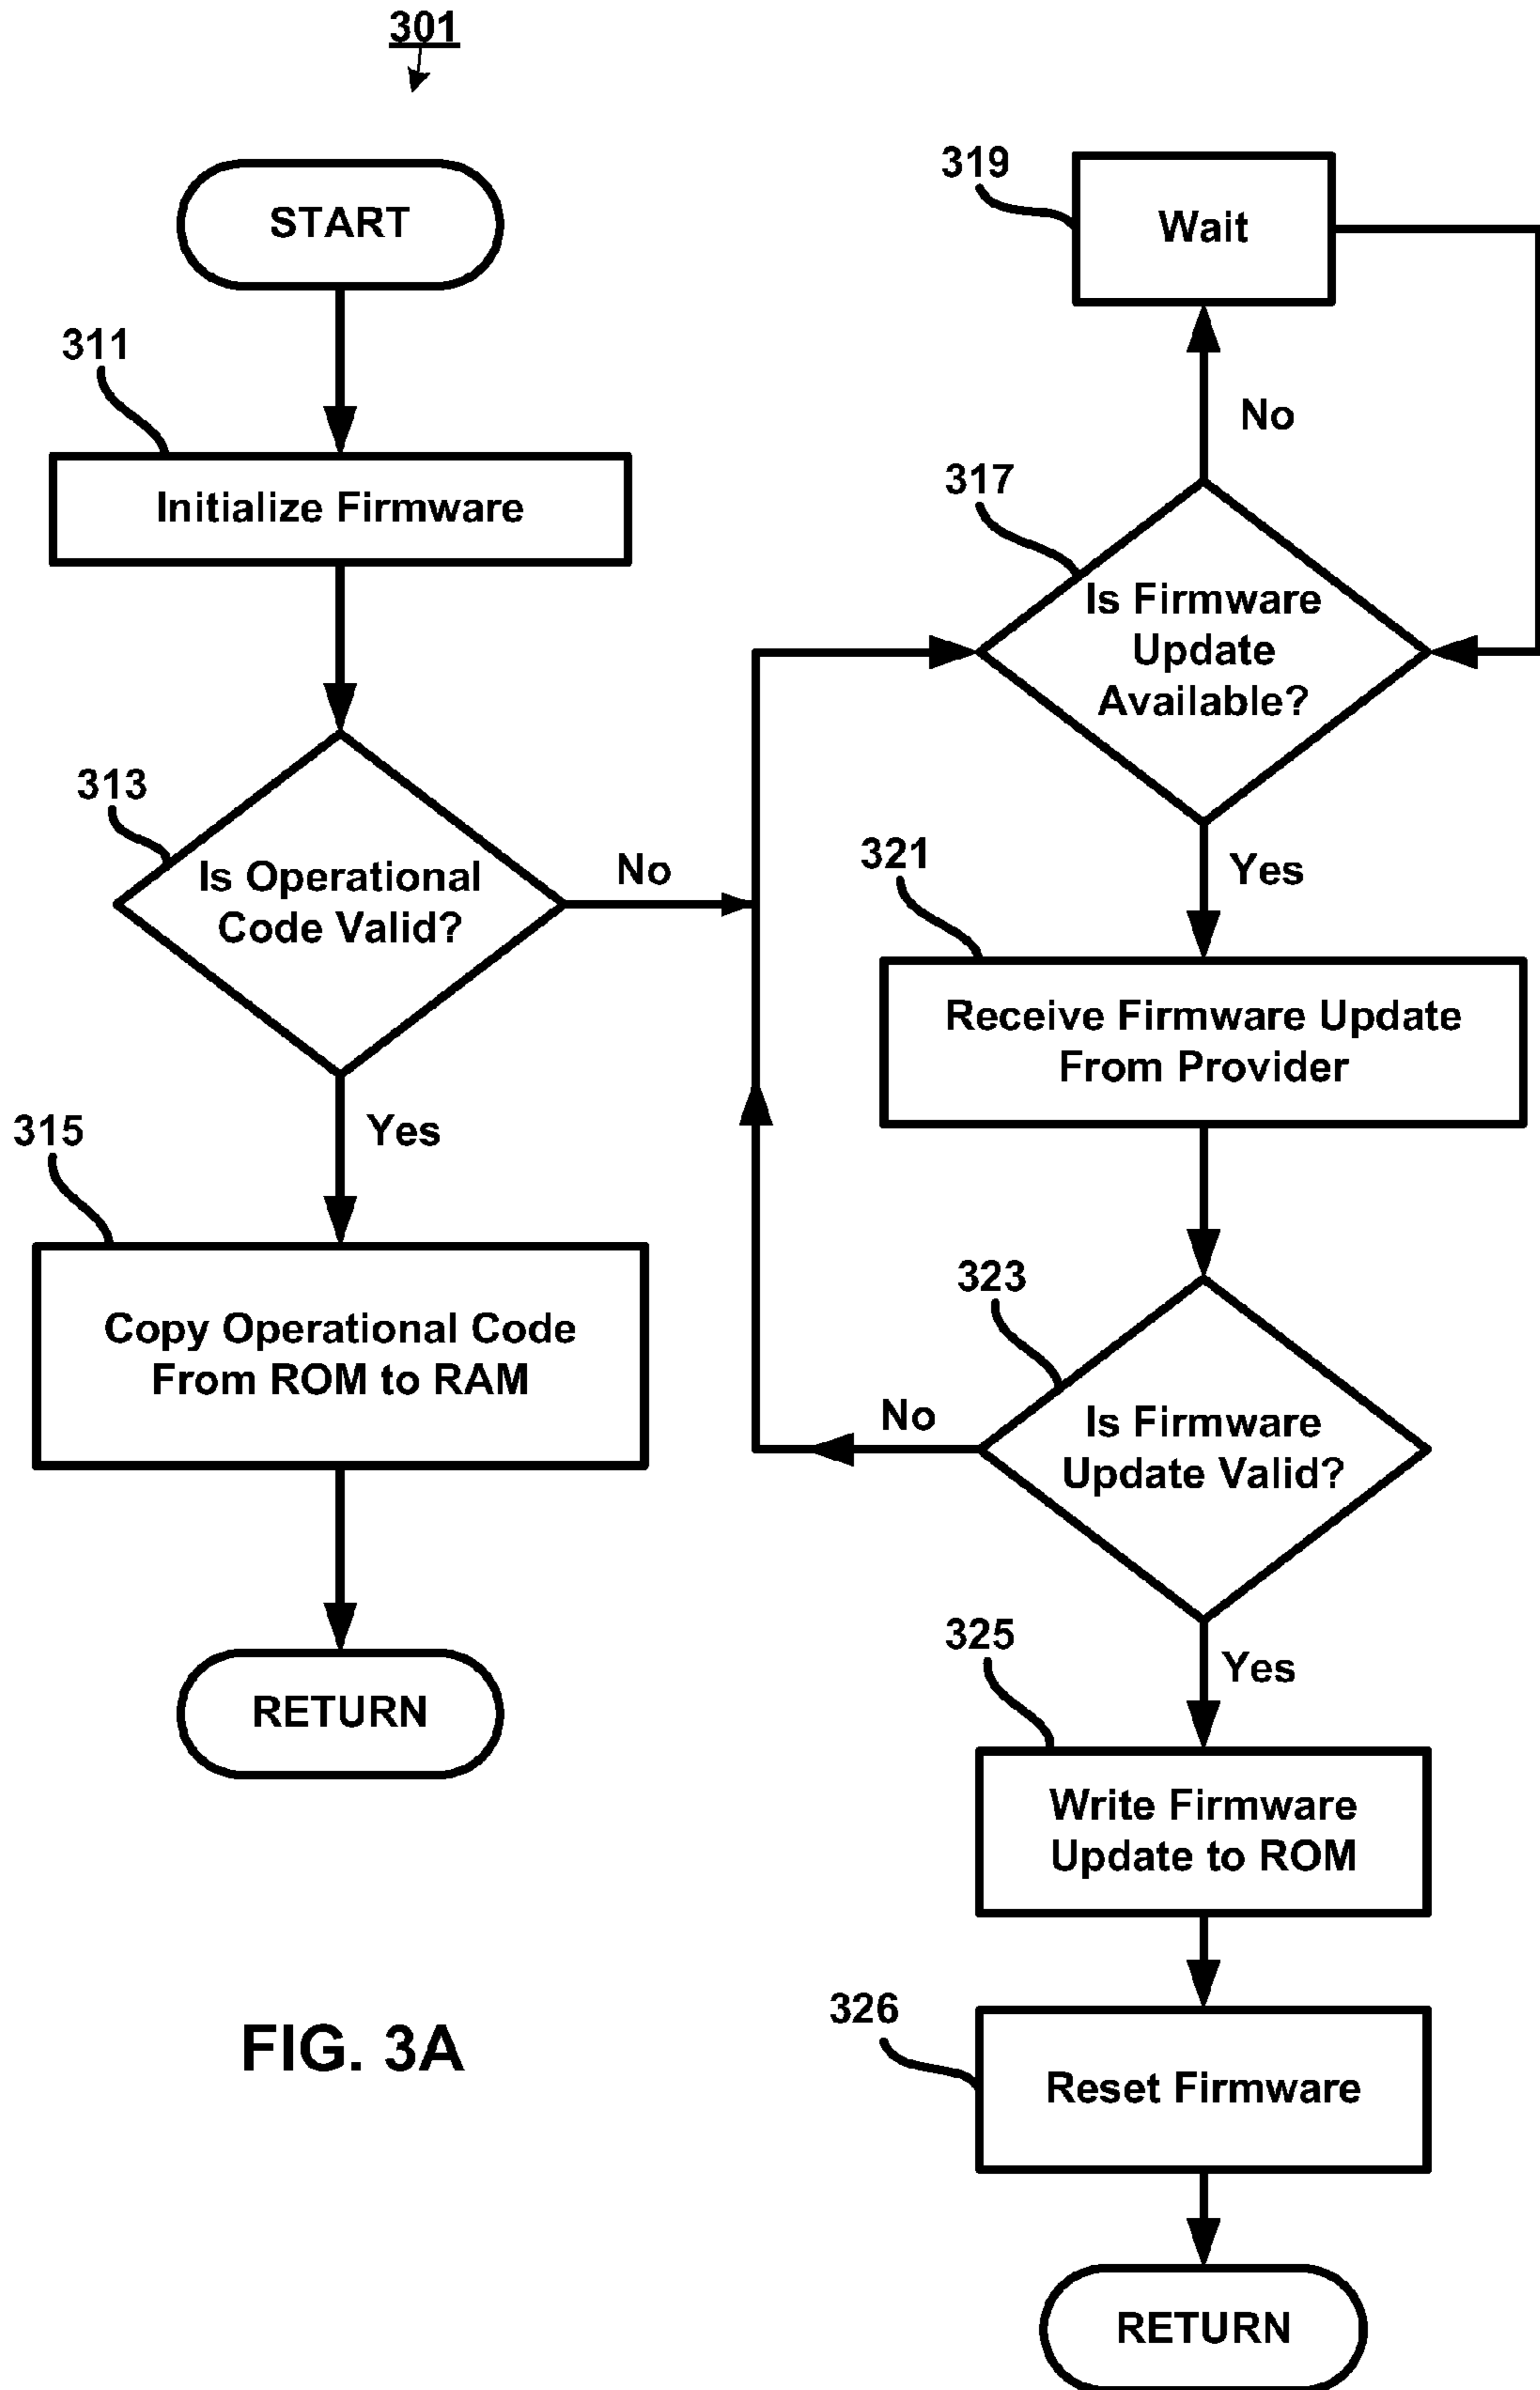 301
START
311
Initialize Firmware
313
Is Operational
Code Valid?
No
Yes
315
Copy Operational Code
From ROM to RAM
RETURN
319
Wait
No
317
Is Firmware
Update
Available?
Yes
321
Receive Firmware Update
From Provider
323
Is Firmware
Update Valid?
No
Yes
325
Write Firmware
Update to ROM
326
Reset Firmware
RETURN
FIG. 3A